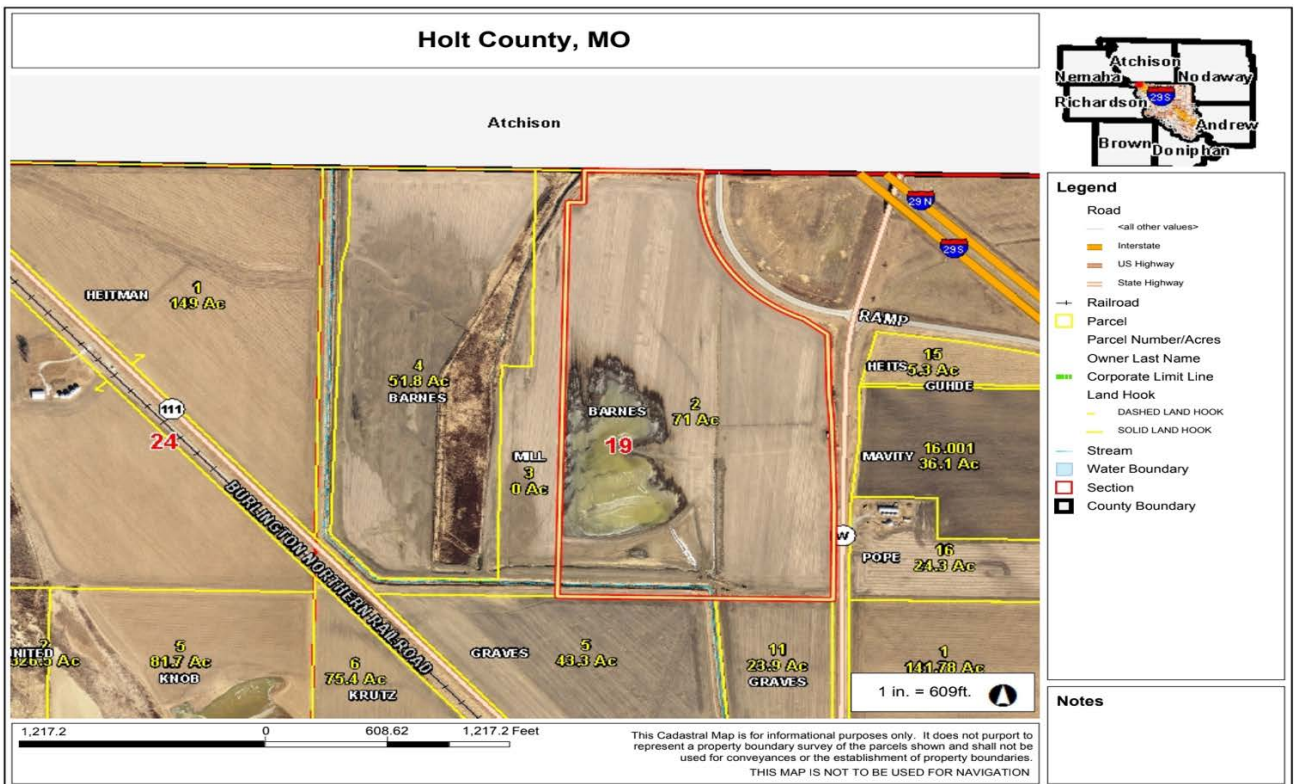 Holt County, MO
Atchison
Nemaha
Nodaway
Richardson
29S
Andrew
Brown
Doniphan
Atchison
29 N
29S
HEITMAN
1
149 Ac
RAMP
4
51.8 Ac
BARNES
15
HEITS
5.3 Ac
GUHDE
BARNES
2
71 Ac
111
24
19
MILL
3
0 Ac
MAVITY
16.001
36.1 Ac
W
POPE
16
24.3 Ac
BURLINGTON NORTHERN RAILROAD
2
5
81.7 Ac
KNOB
6
75.4 Ac
KRUTZ
GRAVES
5
43.3 Ac
11
23.9 Ac
GRAVES
1
141.78 Ac
1 in. = 609ft.
Legend
Road
<all other values>
Interstate
US Highway
State Highway
Railroad
Parcel
Parcel Number/Acres
Owner Last Name
Corporate Limit Line
Land Hook
DASHED LAND HOOK
SOLID LAND HOOK
Stream
Water Boundary
Section
County Boundary
Notes
1,217.2 0 608.62 1,217.2 Feet
This Cadastral Map is for informational purposes only. It does not purport to
represent a property boundary survey of the parcels shown and shall not be
used for conveyances or the establishment of property boundaries.
THIS MAP IS NOT TO BE USED FOR NAVIGATION